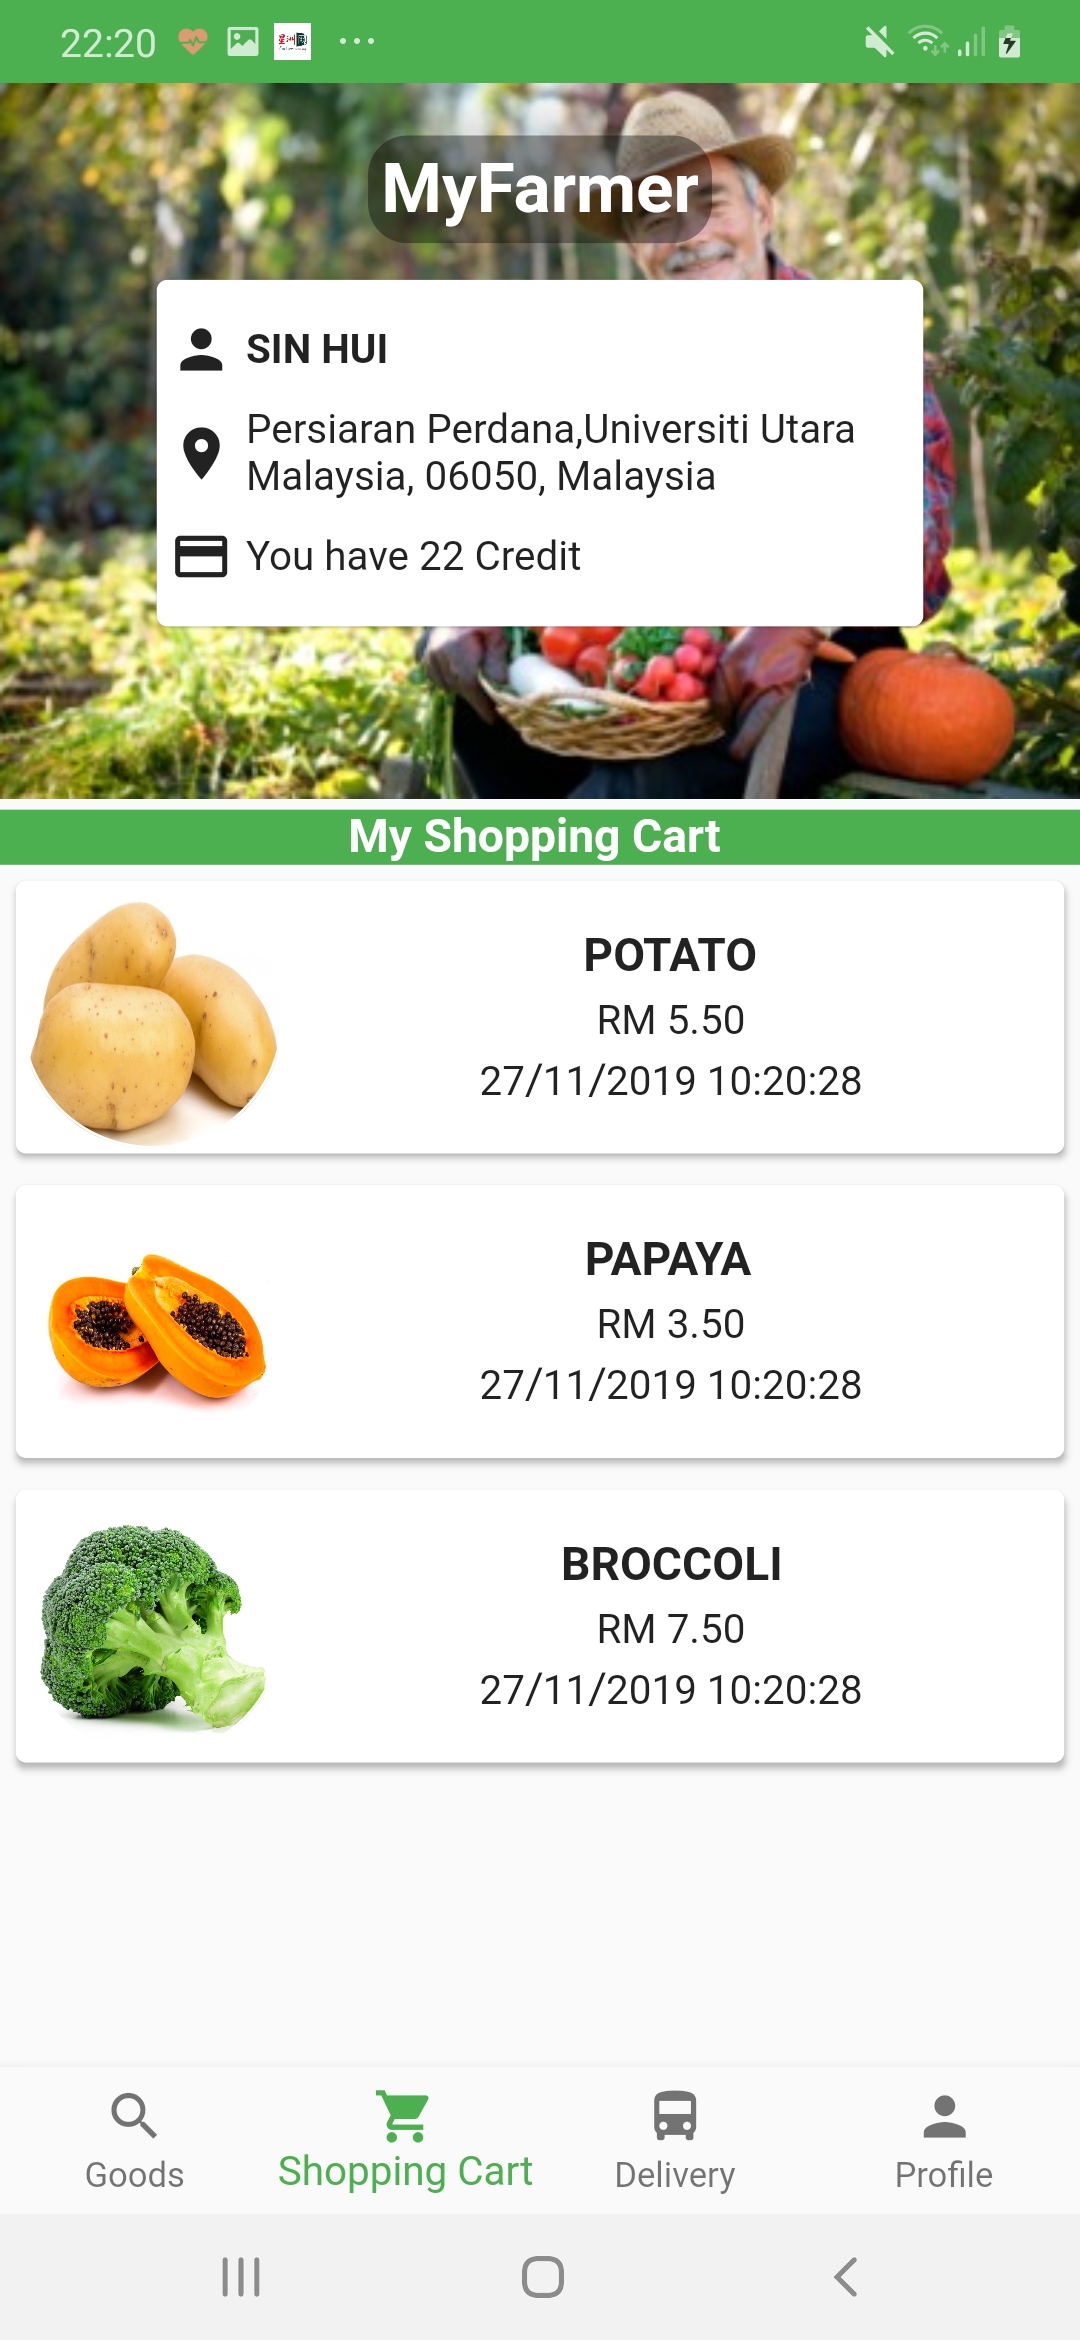 22:20
MyFarmer
SIN HUI
Persiaran Perdana,Universiti Utara
Malaysia, 06050, Malaysia
You have 22 Credit
My Shopping Cart
POTATO
RM 5.50
27/11/2019 10:20:28
PAPAYA
RM 3.50
27/11/2019 10:20:28
BROCCOLI
RM 7.50
27/11/2019 10:20:28
Goods
Shopping Cart
Delivery
Profile